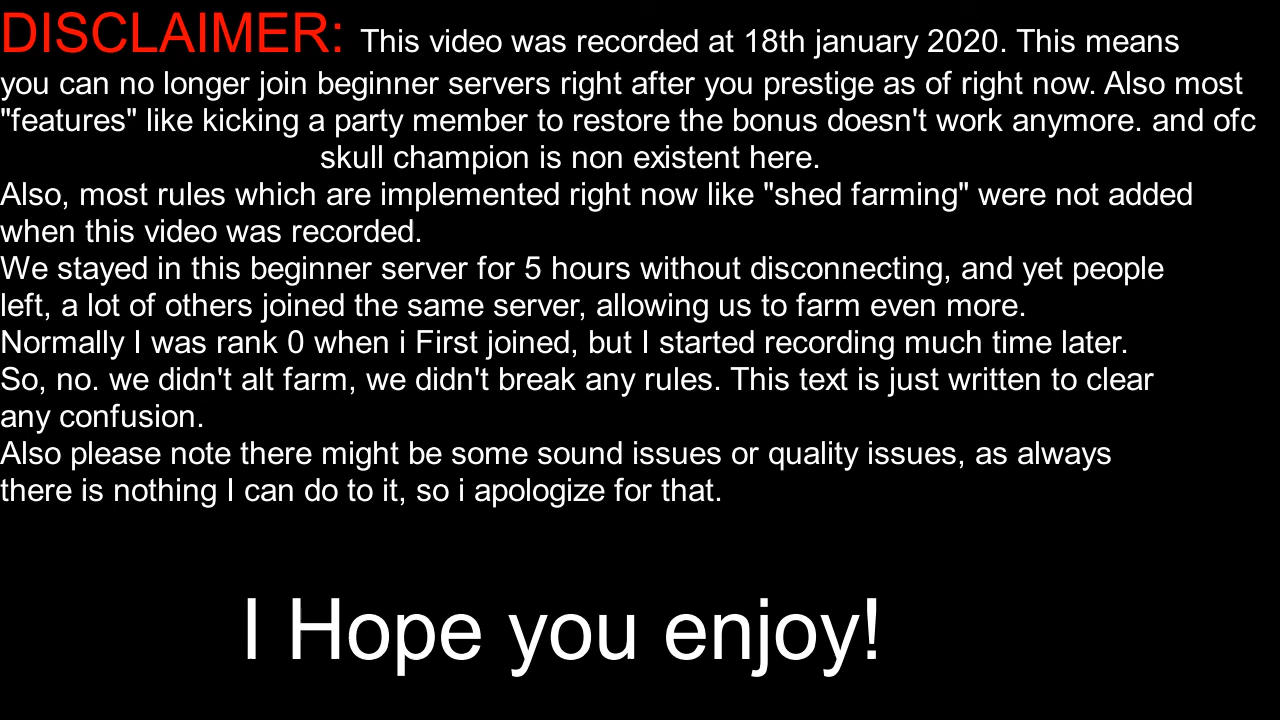 DISCLAIMER: This video was recorded at 18th january 2020. This means
you can no longer join beginner servers right after you prestige as of right now. Also most
"features" like kicking a party member to restore the bonus doesn't work anymore. and ofc
skull champion is non existent here.
Also, most rules which are implemented right now like "shed farming" were not added
when this video was recorded.
We stayed in this beginner server for 5 hours without disconnecting, and yet people
left, a lot of others joined the same server, allowing us to farm even more.
Normally I was rank 0 when i First joined, but I started recording much time later.
So, no. we didn't alt farm, we didn't break any rules. This text is just written to clear
any confusion.
Also please note there might be some sound issues or quality issues, as always
there is nothing I can do to it, so i apologize for that.
I Hope you enjoy!